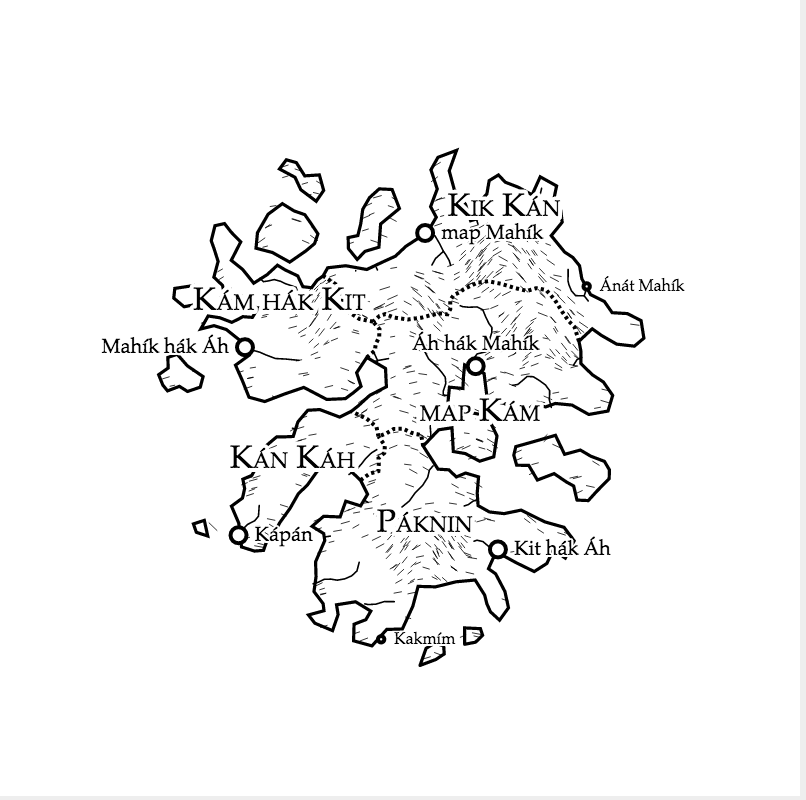 Kik Kán
map Mahík
Ánát Mahík
Kám hák Kit
Mahík hák Áh
Áh hák Mahík
map Kám
Kán Káh
Páknin
Kápán
Kit hák Áh
Kakmím